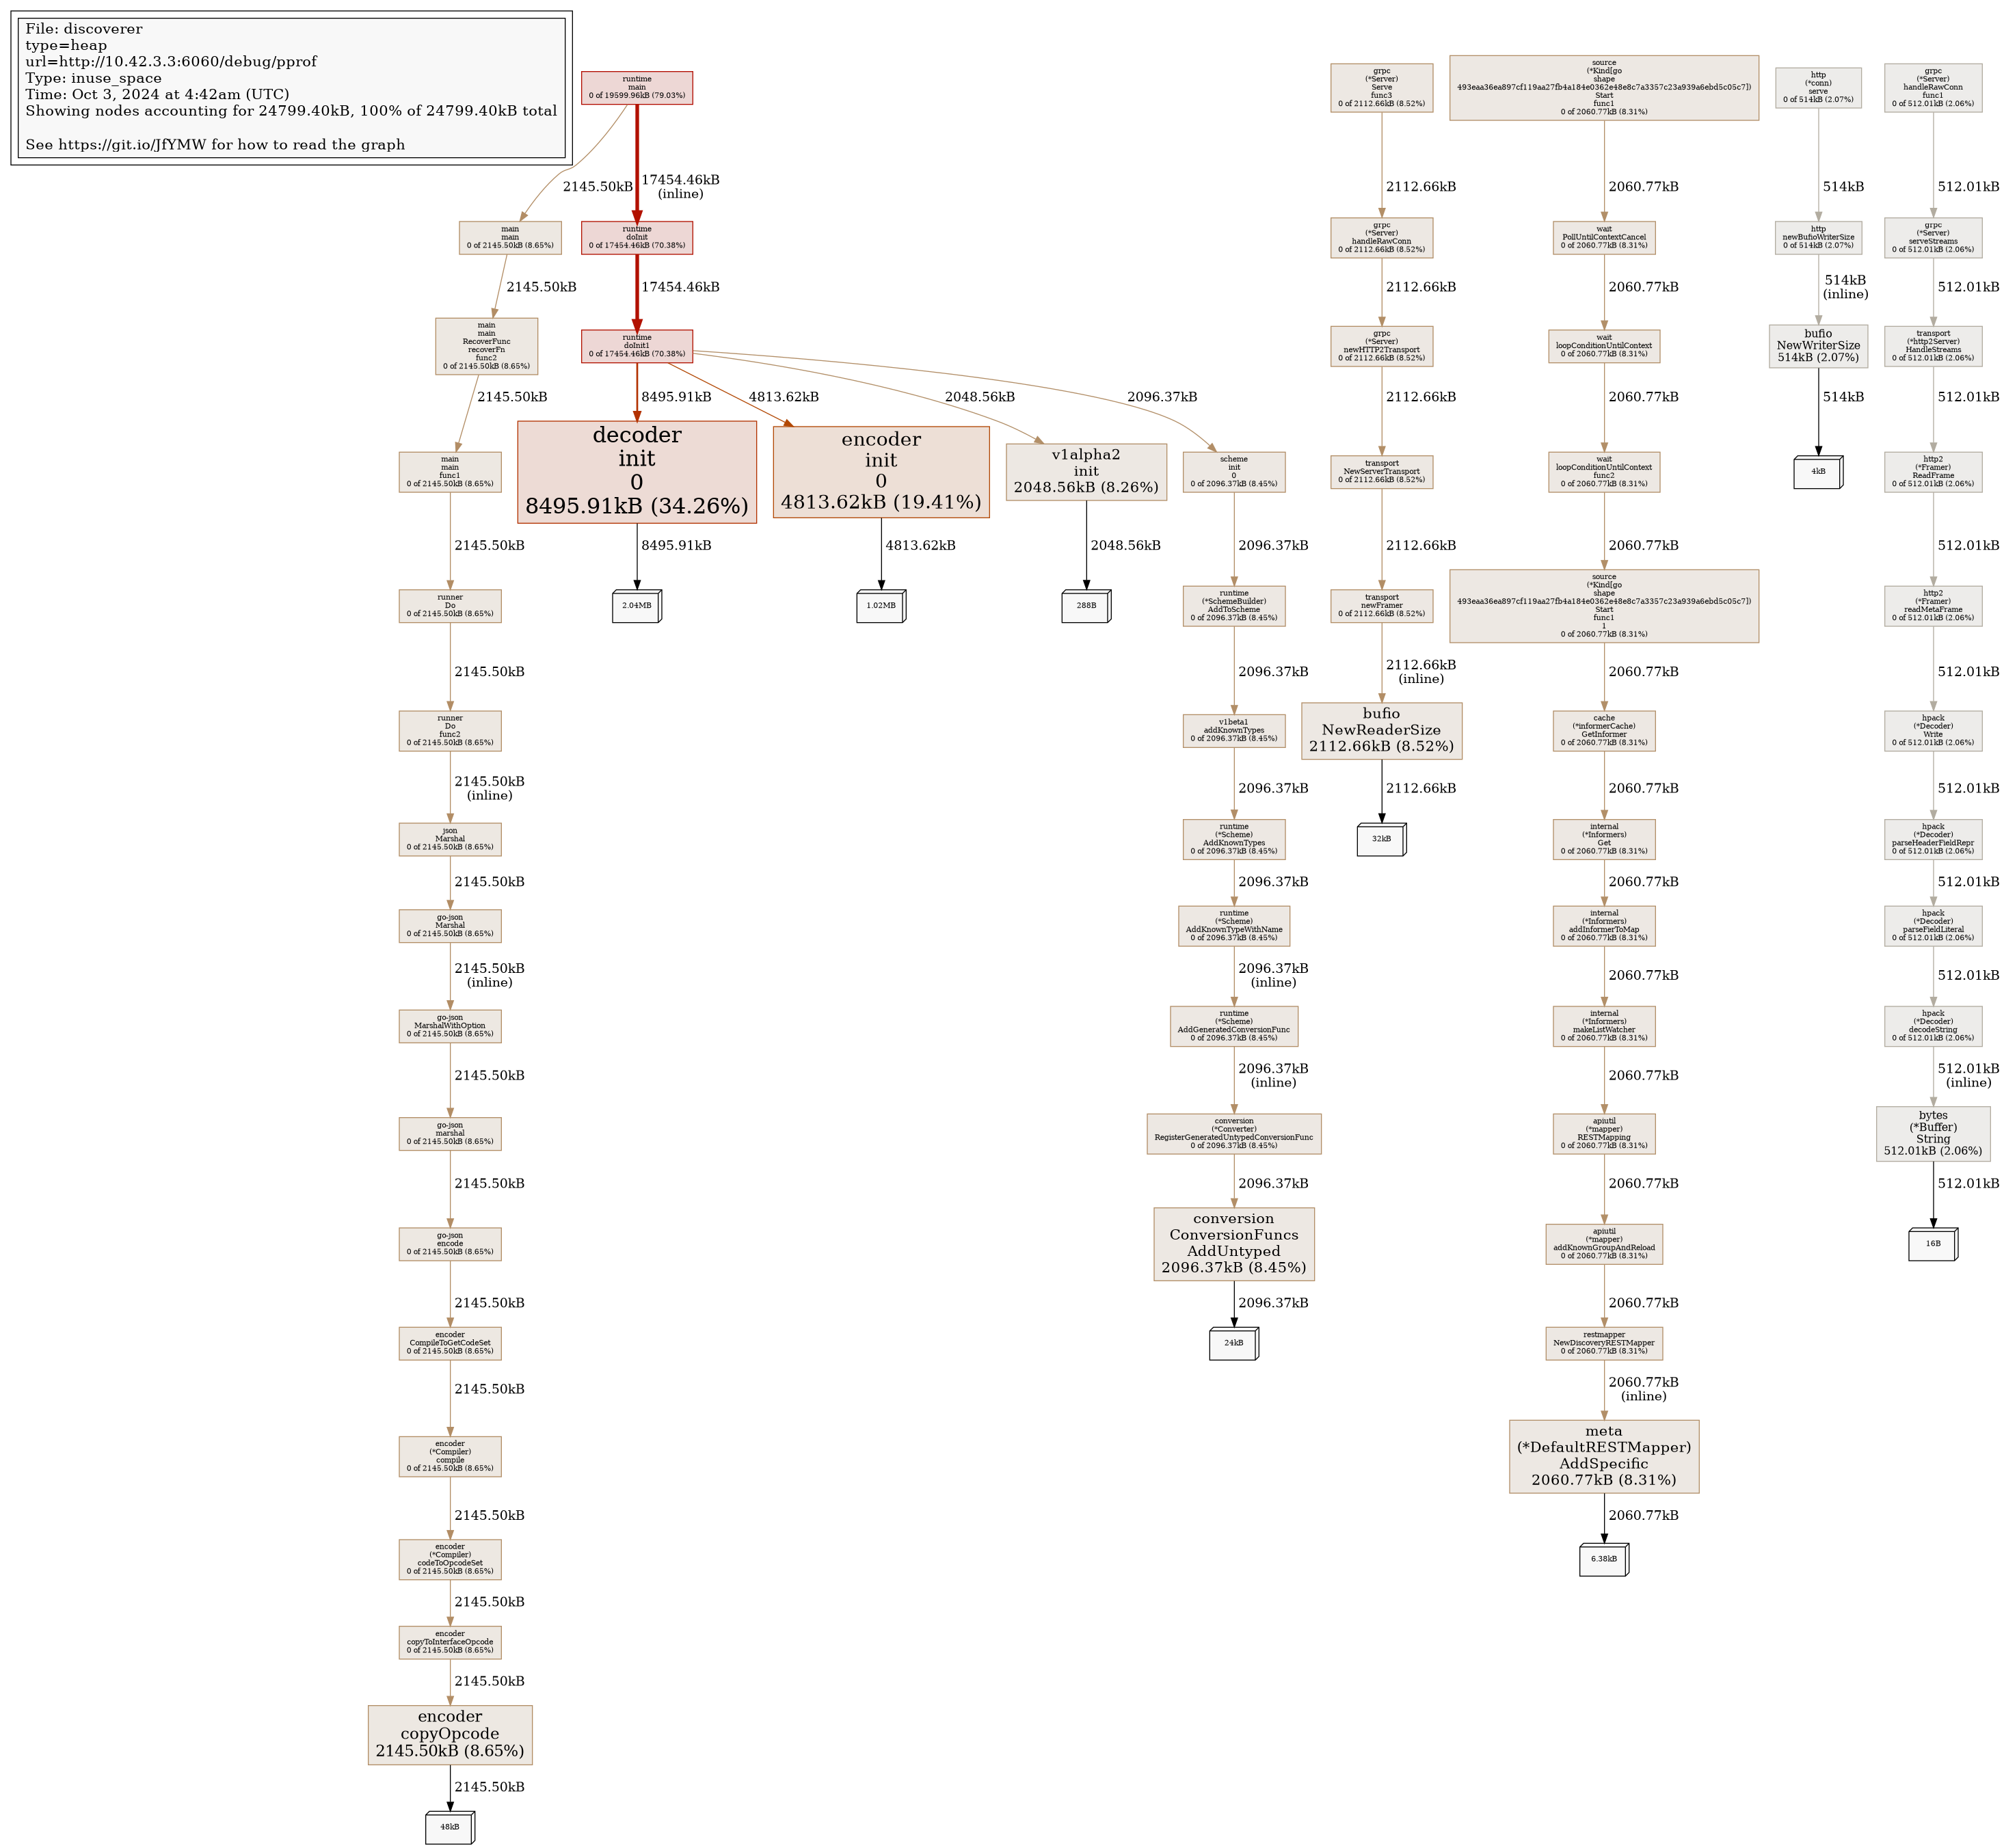 File: discoverer
type=heap
url=http://10.42.3.3:6060/debug/pprof
Type: inuse_space
Time: Oct 3, 2024 at 4:42am (UTC)
Showing nodes accounting for 24799.40kB, 100% of 24799.40kB total
See https://git.io/JfYMW for how to read the graph
runtime
main
0 of 19599.96kB (79.03%)
2145.50kB
17454.46kB
(inline)
main
main
0 of 2145.50kB (8.65%)
2145.50kB
main
main
RecoverFunc
recoverFn
func2
0 of 2145.50kB (8.65%)
2145.50kB
main
main
func1
0 of 2145.50kB (8.65%)
2145.50kB
runner
Do
0 of 2145.50kB (8.65%)
2145.50kB
runner
Do
func2
0 of 2145.50kB (8.65%)
2145.50kB
(inline)
json
Marshal
0 of 2145.50kB (8.65%)
2145.50kB
go-json
Marshal
0 of 2145.50kB (8.65%)
2145.50kB
(inline)
go-json
MarshalWithOption
0 of 2145.50kB (8.65%)
2145.50kB
go-json
marshal
0 of 2145.50kB (8.65%)
2145.50kB
go-json
encode
0 of 2145.50kB (8.65%)
2145.50kB
encoder
CompileToGetCodeSet
0 of 2145.50kB (8.65%)
2145.50kB
encoder
(*Compiler)
compile
0 of 2145.50kB (8.65%)
2145.50kB
encoder
(*Compiler)
codeToOpcodeSet
0 of 2145.50kB (8.65%)
2145.50kB
encoder
copyToInterfaceOpcode
0 of 2145.50kB (8.65%)
2145.50kB
encoder
copyOpcode
2145.50kB (8.65%)
2145.50kB
48kB
runtime
doInit
0 of 17454.46kB (70.38%)
17454.46kB
runtime
doInit1
0 of 17454.46kB (70.38%)
8495.91kB
4813.62kB
2048.56kB
2096.37kB
decoder
init
0
8495.91kB (34.26%)
8495.91kB
2.04MB
encoder
init
0
4813.62kB (19.41%)
4813.62kB
1.02MB
v1alpha2
init
2048.56kB (8.26%)
2048.56kB
288B
scheme
init
0
0 of 2096.37kB (8.45%)
2096.37kB
runtime
(*SchemeBuilder)
AddToScheme
0 of 2096.37kB (8.45%)
2096.37kB
v1beta1
addKnownTypes
0 of 2096.37kB (8.45%)
2096.37kB
runtime
(*Scheme)
AddKnownTypes
0 of 2096.37kB (8.45%)
2096.37kB
runtime
(*Scheme)
AddKnownTypeWithName
0 of 2096.37kB (8.45%)
2096.37kB
(inline)
runtime
(*Scheme)
AddGeneratedConversionFunc
0 of 2096.37kB (8.45%)
2096.37kB
(inline)
conversion
(*Converter)
RegisterGeneratedUntypedConversionFunc
0 of 2096.37kB (8.45%)
2096.37kB
conversion
ConversionFuncs
AddUntyped
2096.37kB (8.45%)
2096.37kB
24kB
grpc
(*Server)
Serve
func3
0 of 2112.66kB (8.52%)
2112.66kB
grpc
(*Server)
handleRawConn
0 of 2112.66kB (8.52%)
2112.66kB
grpc
(*Server)
newHTTP2Transport
0 of 2112.66kB (8.52%)
2112.66kB
transport
NewServerTransport
0 of 2112.66kB (8.52%)
2112.66kB
transport
newFramer
0 of 2112.66kB (8.52%)
2112.66kB
(inline)
bufio
NewReaderSize
2112.66kB (8.52%)
2112.66kB
32kB
source
(*Kind[go
shape
493eaa36ea897cf119aa27fb4a184e0362e48e8c7a3357c23a939a6ebd5c05c7])
Start
func1
0 of 2060.77kB (8.31%)
2060.77kB
wait
PollUntilContextCancel
0 of 2060.77kB (8.31%)
2060.77kB
wait
loopConditionUntilContext
0 of 2060.77kB (8.31%)
2060.77kB
wait
loopConditionUntilContext
func2
0 of 2060.77kB (8.31%)
2060.77kB
source
(*Kind[go
shape
493eaa36ea897cf119aa27fb4a184e0362e48e8c7a3357c23a939a6ebd5c05c7])
Start
func1
1
0 of 2060.77kB (8.31%)
2060.77kB
cache
(*informerCache)
GetInformer
0 of 2060.77kB (8.31%)
2060.77kB
internal
(*Informers)
Get
0 of 2060.77kB (8.31%)
2060.77kB
internal
(*Informers)
addInformerToMap
0 of 2060.77kB (8.31%)
2060.77kB
internal
(*Informers)
makeListWatcher
0 of 2060.77kB (8.31%)
2060.77kB
apiutil
(*mapper)
RESTMapping
0 of 2060.77kB (8.31%)
2060.77kB
apiutil
(*mapper)
addKnownGroupAndReload
0 of 2060.77kB (8.31%)
2060.77kB
restmapper
NewDiscoveryRESTMapper
0 of 2060.77kB (8.31%)
2060.77kB
(inline)
meta
(*DefaultRESTMapper)
AddSpecific
2060.77kB (8.31%)
2060.77kB
6.38kB
http
(*conn)
serve
0 of 514kB (2.07%)
514kB
http
newBufioWriterSize
0 of 514kB (2.07%)
514kB
(inline)
bufio
NewWriterSize
514kB (2.07%)
514kB
4kB
grpc
(*Server)
handleRawConn
func1
0 of 512.01kB (2.06%)
512.01kB
grpc
(*Server)
serveStreams
0 of 512.01kB (2.06%)
512.01kB
transport
(*http2Server)
HandleStreams
0 of 512.01kB (2.06%)
512.01kB
http2
(*Framer)
ReadFrame
0 of 512.01kB (2.06%)
512.01kB
http2
(*Framer)
readMetaFrame
0 of 512.01kB (2.06%)
512.01kB
hpack
(*Decoder)
Write
0 of 512.01kB (2.06%)
512.01kB
hpack
(*Decoder)
parseHeaderFieldRepr
0 of 512.01kB (2.06%)
512.01kB
hpack
(*Decoder)
parseFieldLiteral
0 of 512.01kB (2.06%)
512.01kB
hpack
(*Decoder)
decodeString
0 of 512.01kB (2.06%)
512.01kB
(inline)
bytes
(*Buffer)
String
512.01kB (2.06%)
512.01kB
16B